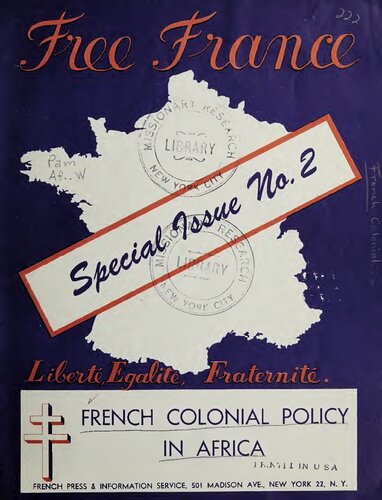 Free France
222
MISSIONARY RESEARCH
LIBRARY
NEW YORK CITY
Pam
Af.-W
French Colonial
Special Issue No. 2
MISSIONARY RESEARCH
LIBRARY
NEW YORK CITY
Liberté, Egalité, Fraternité.
FRENCH COLONIAL POLICY
IN AFRICA
IN USA
FRENCH PRESS & INFORMATION SERVICE, 501 MADISON AVE., NEW YORK 22, N. Y.